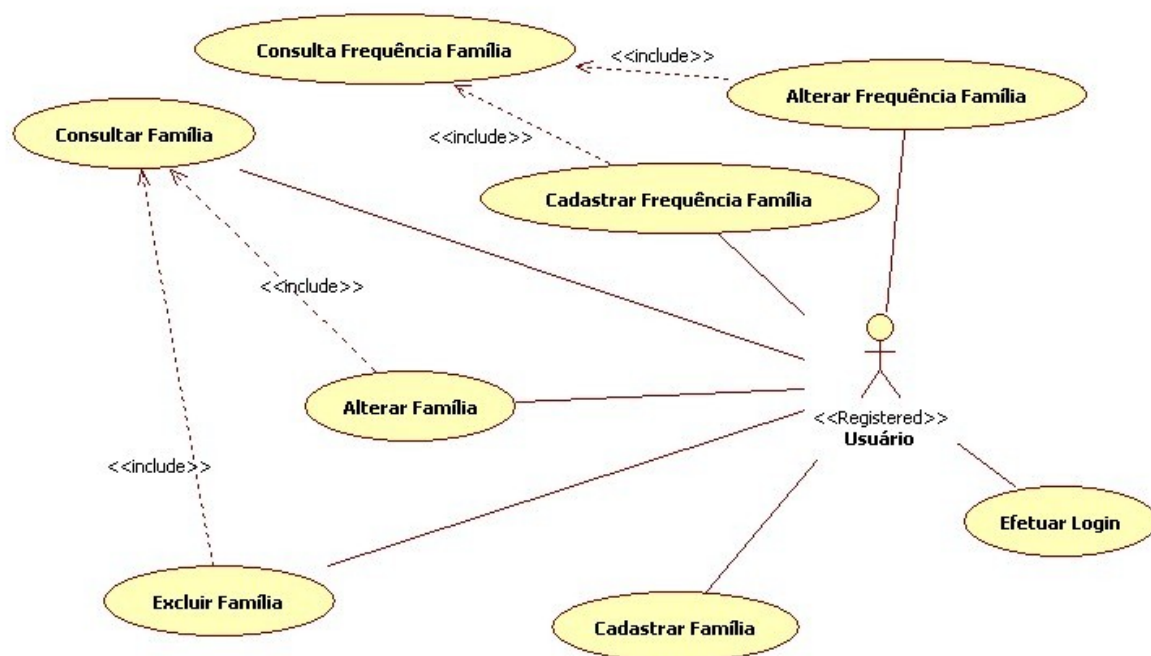 Consulta Frequência Família
<<include>>
Alterar Frequência Família
Consultar Família
<<include>>
Cadastrar Frequência Família
<<include>>
Alterar Família
<<Registered>>
Usuário
<<include>>
Efetuar Login
Excluir Família
Cadastrar Família